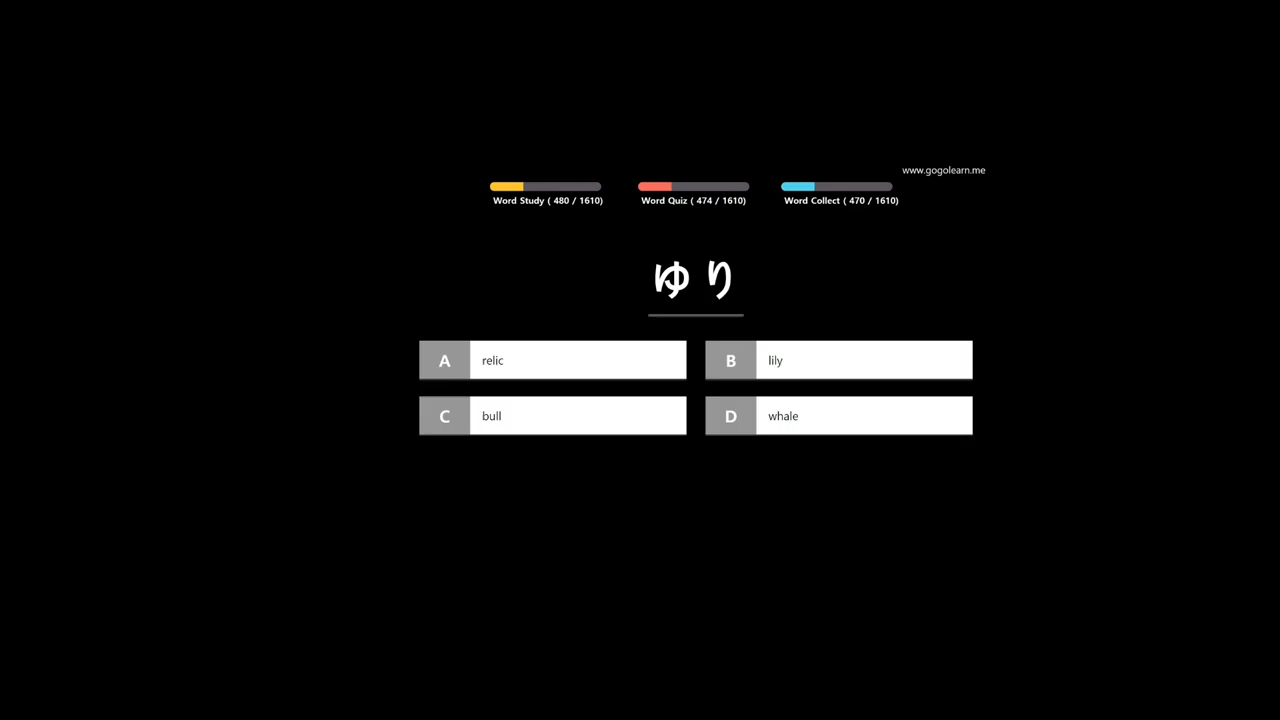 www.gogolearn.me
Word Study ( 480 / 1610)
Word Quiz ( 474 / 1610)
Word Collect ( 470 / 1610)
ゆり
A relic
B lily
C bull
D whale